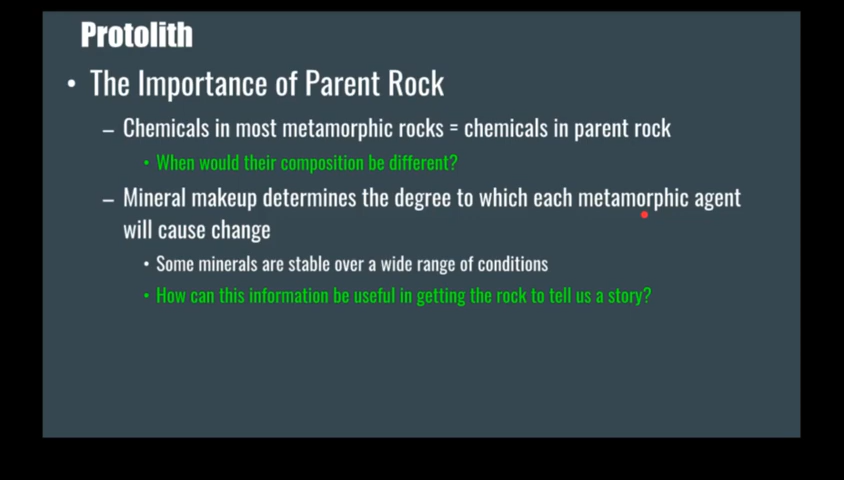 Protolith
• The Importance of Parent Rock
– Chemicals in most metamorphic rocks = chemicals in parent rock
• When would their composition be different?
– Mineral makeup determines the degree to which each metamorphic agent
will cause change
• Some minerals are stable over a wide range of conditions
• How can this information be useful in getting the rock to tell us a story?